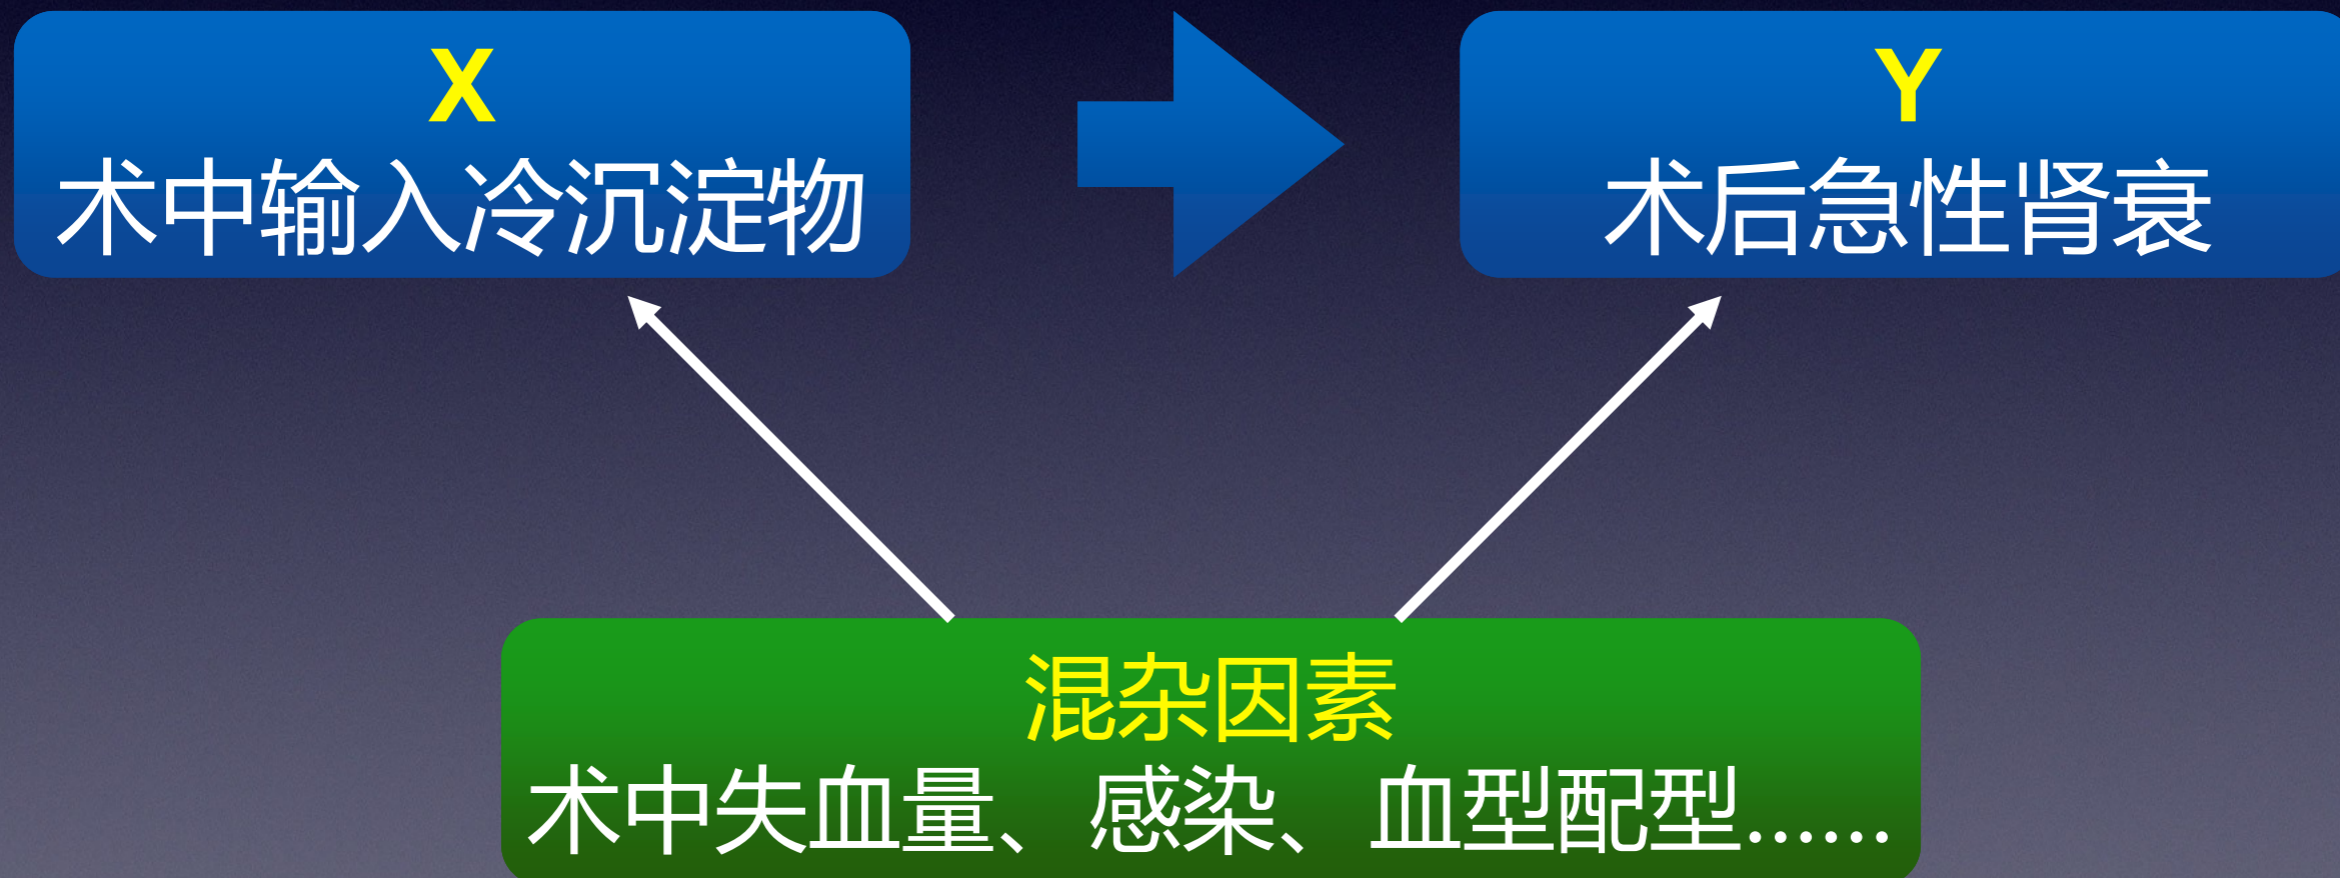 X
术中输入冷沉淀物
Y
术后急性肾衰
混杂因素
术中失血量、感染、血型配型......